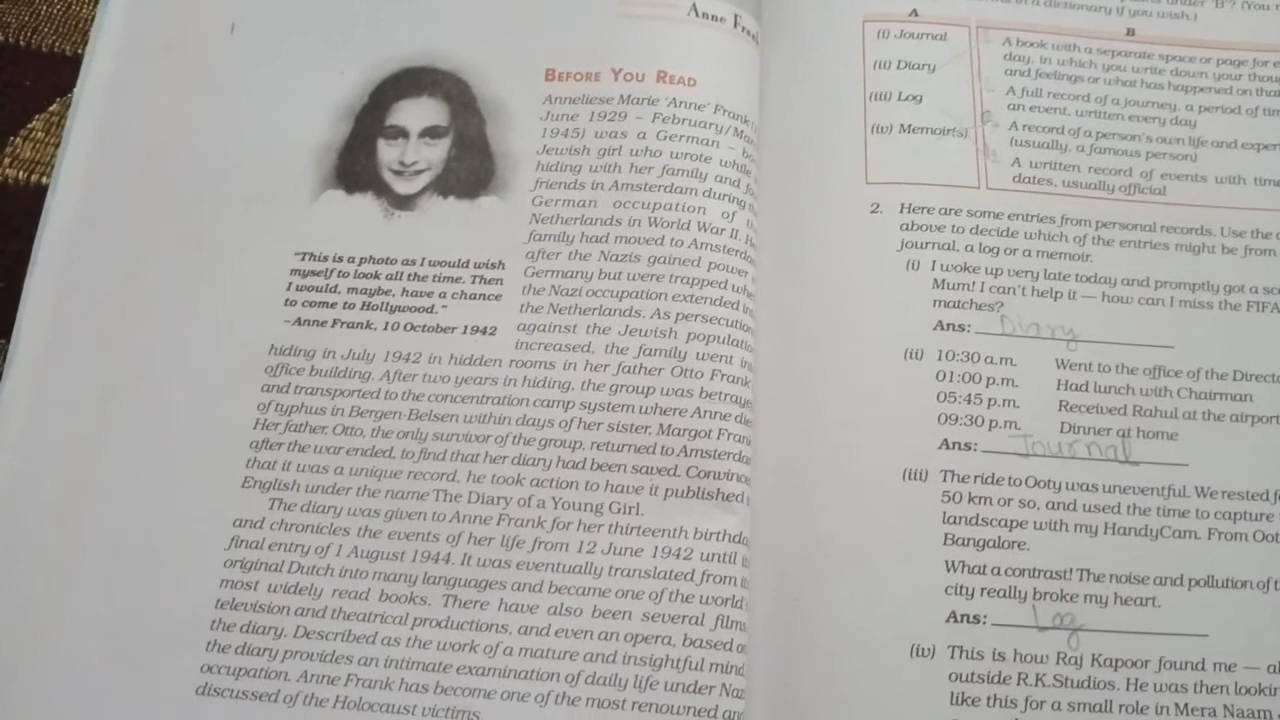 Anne Frank
BEFORE YOU READ
Anneliese Marie 'Anne' Frank
June 1929 – February/
1945) was a German –
Jewish girl who wrote while
hiding with her family and
friends in Amsterdam during
German occupation of
Netherlands in World War II.
family had moved to
after the Nazis gained power
Germany but were trapped
the Nazi occupation extended
the Netherlands. As persecution
against the Jewish
increased, the family went
hiding in July 1942 in hidden rooms in her father Otto Frank
office building. After two years in hiding, the group was
and transported to the concentration camp system where Anne
of typhus in Bergen-Belsen within days of her sister, Margot
Her father, Otto, the only survivor of the group, returned to
after the war ended, to find that her diary had been saved.
that it was a unique record, he took action to have it published
English under the name The Diary of a Young Girl.
The diary was given to Anne Frank for her thirteenth
and chronicles the events of her life from 12 June 1942 until
final entry of 1 August 1944. It was eventually translated from
original Dutch into many languages and became one of the
most widely read books. There have also been several
television and theatrical productions, and even an opera, based
the diary. Described as the work of a mature and insightful mind
the diary provides an intimate examination of daily life under
occupation. Anne Frank has become one of the most renowned
discussed of the Holocaust victims.
"This is a photo as I would wish
myself to look all the time. Then
I would, maybe, have a chance
to come to Hollywood."
–Anne Frank, 10 October 1942
under 'B'? (You
in a dictionary if you wish.)
A
(i) Journal
(ii) Diary
(iii) Log
(iv) Memoir(s)
B
A book with a separate space or page for
day, in which you write down your
and feelings or what has happened on
A full record of a journey, a period of
an event, written every day
A record of a person's own life and
(usually, a famous person)
A written record of events with
dates, usually official
2. Here are some entries from personal records. Use the
above to decide which of the entries might be from
journal, a log or a memoir.
(i) I woke up very late today and promptly got a
Mum! I can't help it — how can I miss the FIFA
matches?
Ans: Diary
(ii) 10:30 a.m. Went to the office of the
01:00 p.m. Had lunch with Chairman
05:45 p.m. Received Rahul at the airport
09:30 p.m. Dinner at home
Ans: Journal
(iii) The ride to Ooty was uneventful. We rested
50 km or so, and used the time to capture
landscape with my HandyCam. From
Bangalore.
What a contrast! The noise and pollution of
city really broke my heart.
Ans: Log
(iv) This is how Raj Kapoor found me —
outside R.K.Studios. He was then
like this for a small role in Mera Naam